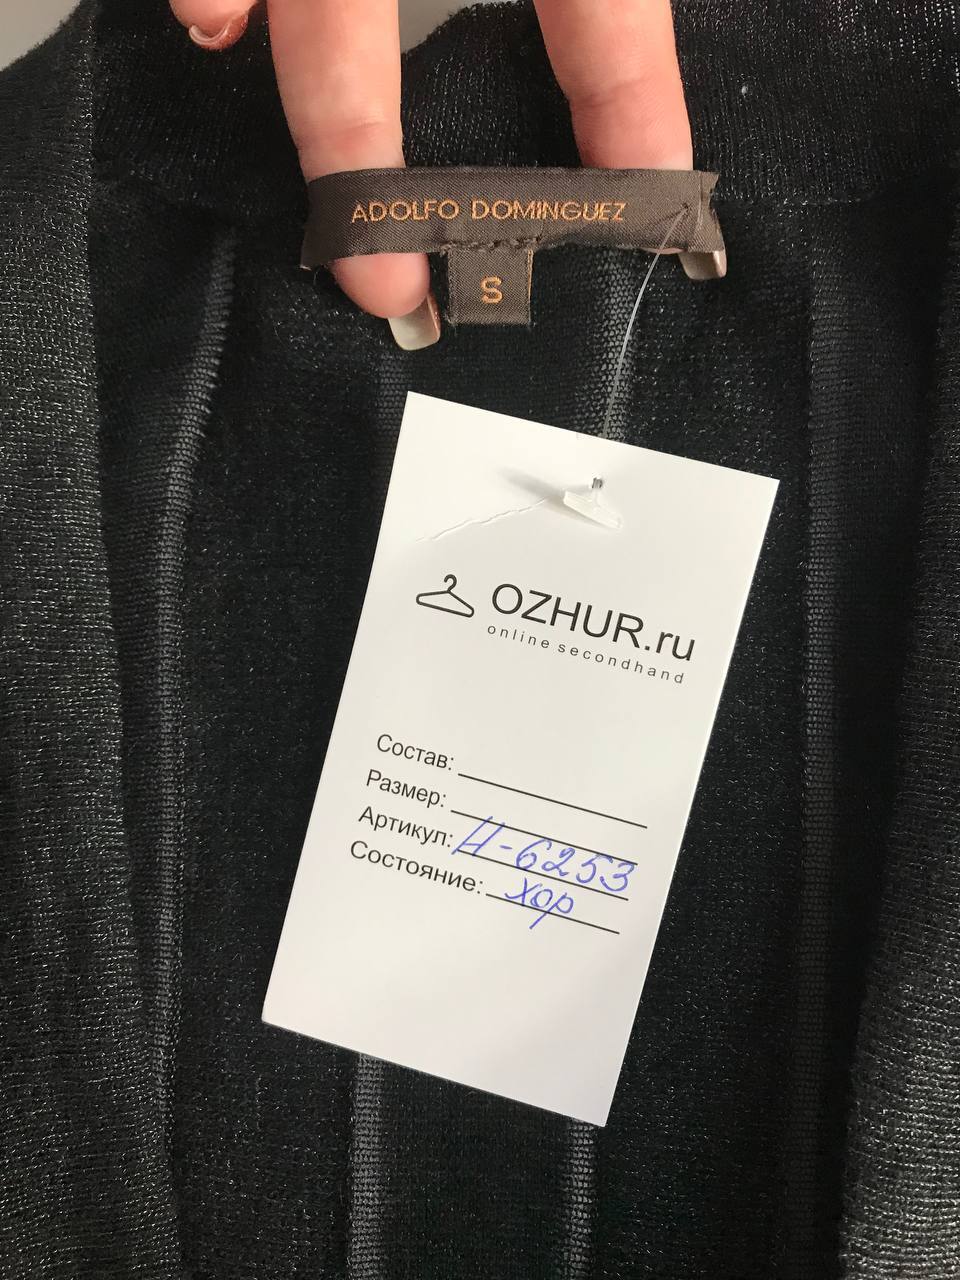 ADOLFO DOMINGUEZ
S
OZHUR.ru
online secondhand
Состав:
Размер:
Артикул: Н-6253
Состояние: хор